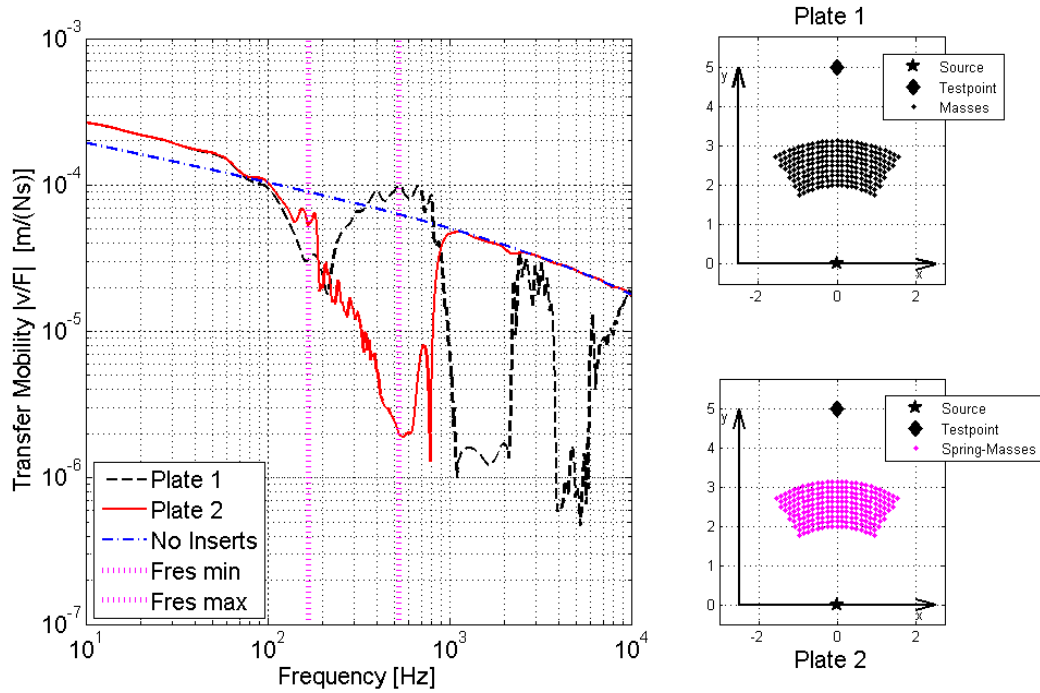 Transfer Mobility |v/F| [m/(Ns)]
10^-3
10^-4
10^-5
10^-6
10^-7
Plate 1
Plate 2
No Inserts
Fres min
Fres max
10^1
10^2
10^3
10^4
Frequency [Hz]
Plate 1
5
4
3
2
1
0
y
x
Source
Testpoint
Masses
-2
0
2
5
4
3
2
1
0
y
x
Source
Testpoint
Spring-Masses
-2
0
2
Plate 2